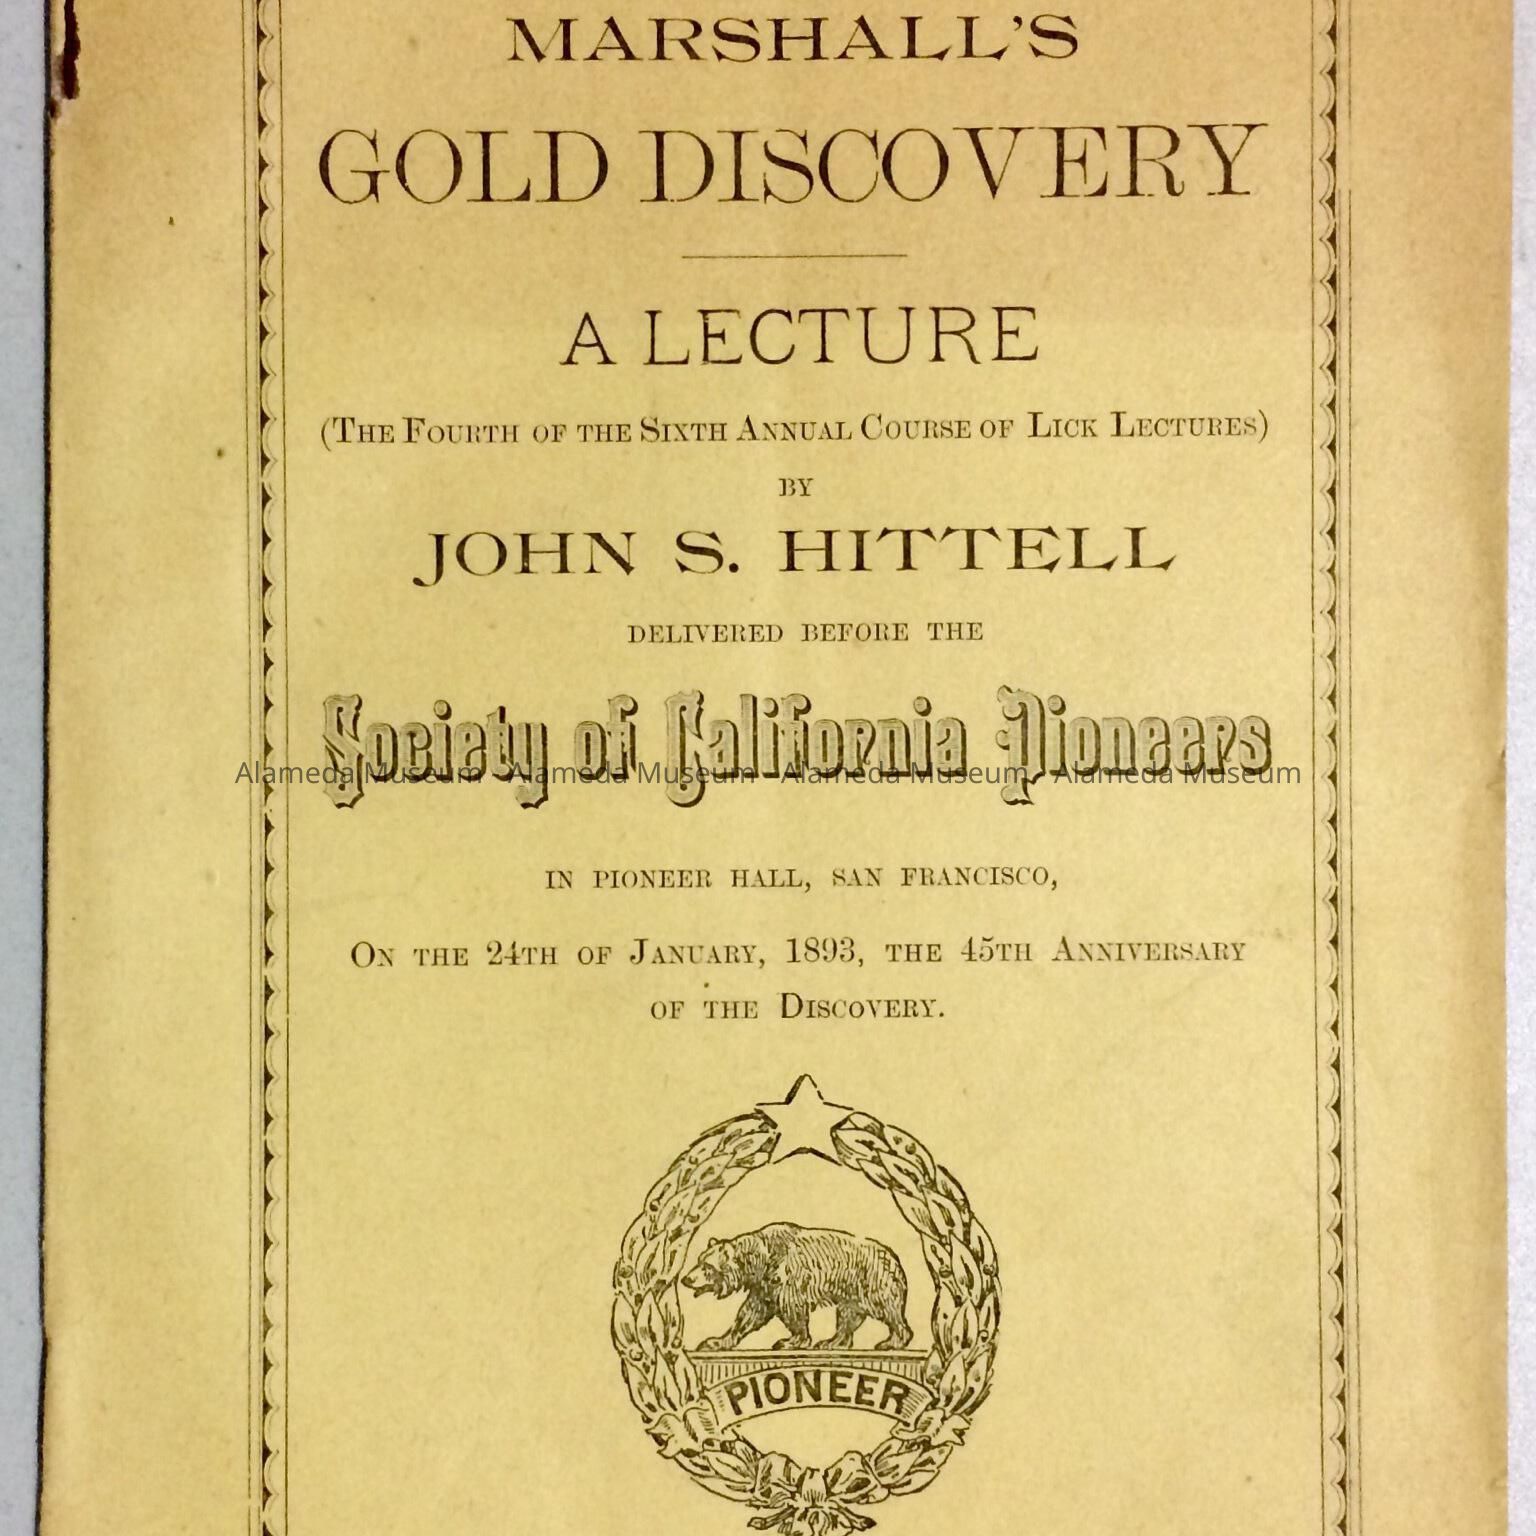 MARSHALL'S
GOLD DISCOVERY
A LECTURE
(THE FOURTH OF THE SIXTH ANNUAL COURSE OF LICK LECTURES)
BY
JOHN S. HITTELL
DELIVERED BEFORE THE
Society of California Pioneers
Alameda Museum - Alameda Museum - Alameda Museum - Alameda Museum
IN PIONEER HALL, SAN FRANCISCO,
ON THE 24TH OF JANUARY, 1893, THE 45TH ANNIVERSARY
OF THE DISCOVERY.
PIONEER